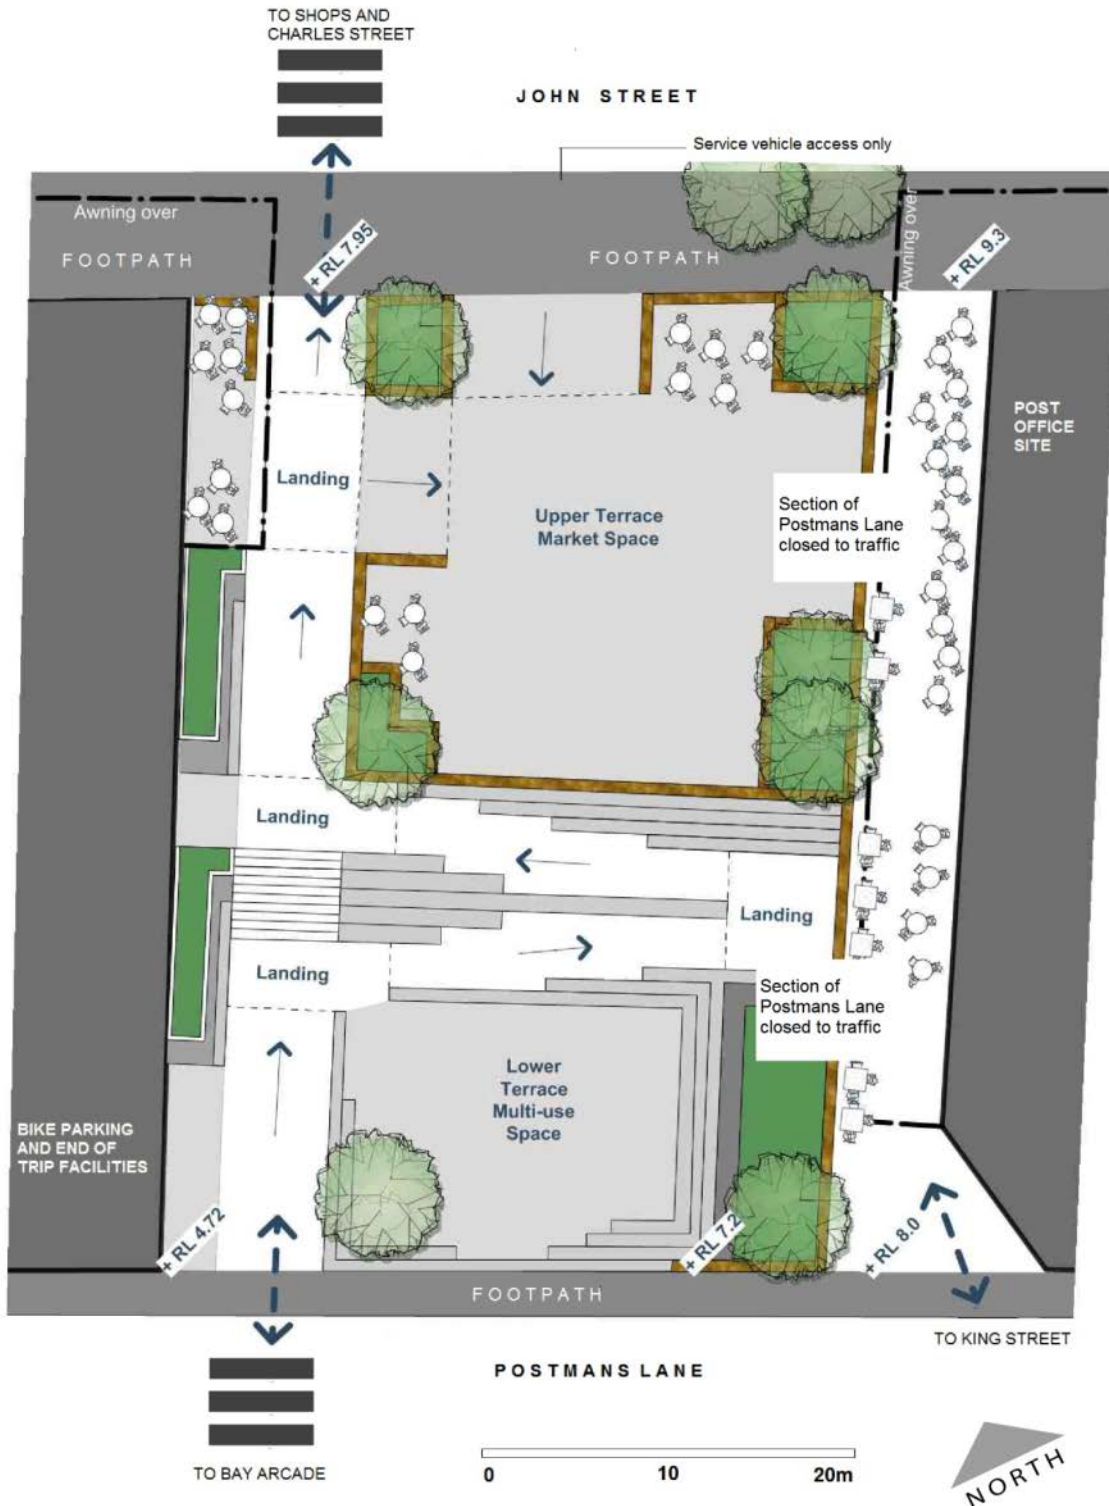 TO SHOPS AND
CHARLES STREET
JOHN STREET
Service vehicle access only
Awning over
FOOTPATH
+ RL 7.95
FOOTPATH
Awning over
+ RL 9.3
POST
OFFICE
SITE
Landing
Upper Terrace
Market Space
Section of
Postmans Lane
closed to traffic
Landing
Landing
Landing
Section of
Postmans Lane
closed to traffic
Lower
Terrace
Multi-use
Space
BIKE PARKING
AND END OF
TRIP FACILITIES
+ RL 4.72
+ RL 7.2
+ RL 8.0
FOOTPATH
TO KING STREET
POSTMANS LANE
TO BAY ARCADE
0 10 20m
NORTH